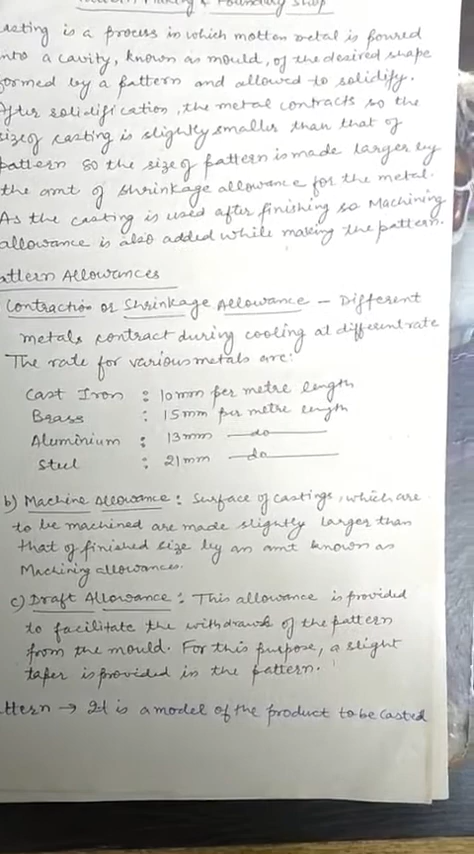 Pattern Making & Foundry Shop
asting is a process in which motten metal is poured
into a cavity, known as mould, of the desired shape
formed by a pattern and allowed to solidify.
After solidification, the metal contracts so the
size of casting is slightly smaller than that of
pattern so the size of pattern is made larger by
the amt of shrinkage allowance for the metal.
As the casting is used after finishing so Machining
allowance is also added while making the pattern.
attern Allowances
Contraction or Shrinkage Allowance - Different
metals contract during cooling at different rate
The rate for various metals are:
Cast Iron : 10mm per metre length
Brass : 15mm per metre length
Aluminium : 13mm —do—
Steel : 21mm —do—
b) Machine Allowance : Surface of castings, which are
to be machined are made slightly larger than
that of finished size by an amt known as
Machining allowances.
c) Draft Allowance : This allowance is provided
to facilitate the withdrawl of the pattern
from the mould. For this purpose, a slight
taper is provided in the pattern.
ttern → It is a model of the product to be casted